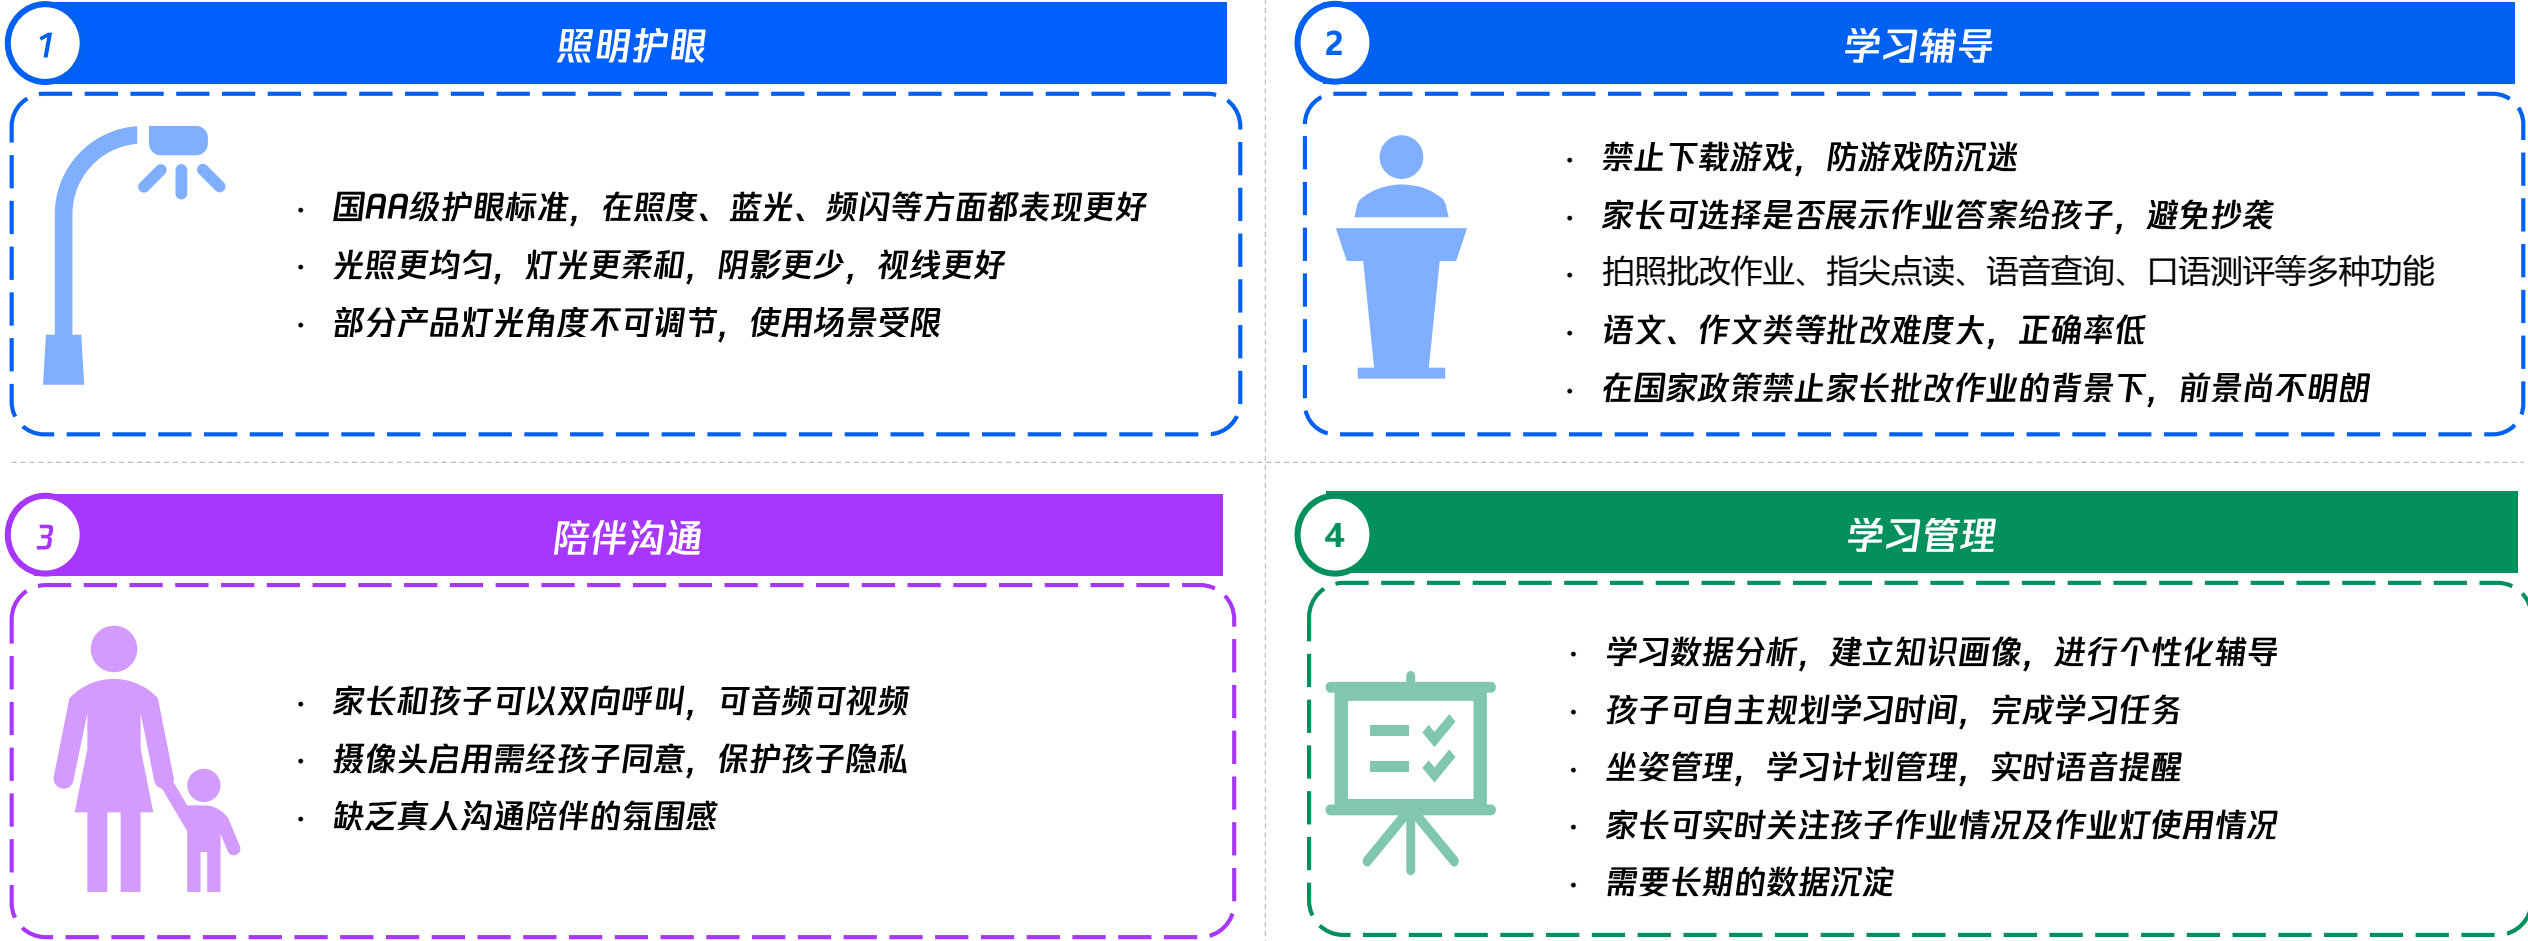 1
照明护眼
· 国AA级护眼标准，在照度、蓝光、频闪等方面都表现更好
· 光照更均匀，灯光更柔和，阴影更少，视线更好
· 部分产品灯光角度不可调节，使用场景受限
2
学习辅导
· 禁止下载游戏，防游戏防沉迷
· 家长可选择是否展示作业答案给孩子，避免抄袭
· 拍照批改作业、指尖点读、语音查询、口语测评等多种功能
· 语文、作文类等批改难度大，正确率低
· 在国家政策禁止家长批改作业的背景下，前景尚不明朗
3
陪伴沟通
· 家长和孩子可以双向呼叫，可音频可视频
· 摄像头启用需经孩子同意，保护孩子隐私
· 缺乏真人沟通陪伴的氛围感
4
学习管理
· 学习数据分析，建立知识画像，进行个性化辅导
· 孩子可自主规划学习时间，完成学习任务
· 坐姿管理，学习计划管理，实时语音提醒
· 家长可实时关注孩子作业情况及作业灯使用情况
· 需要长期的数据沉淀